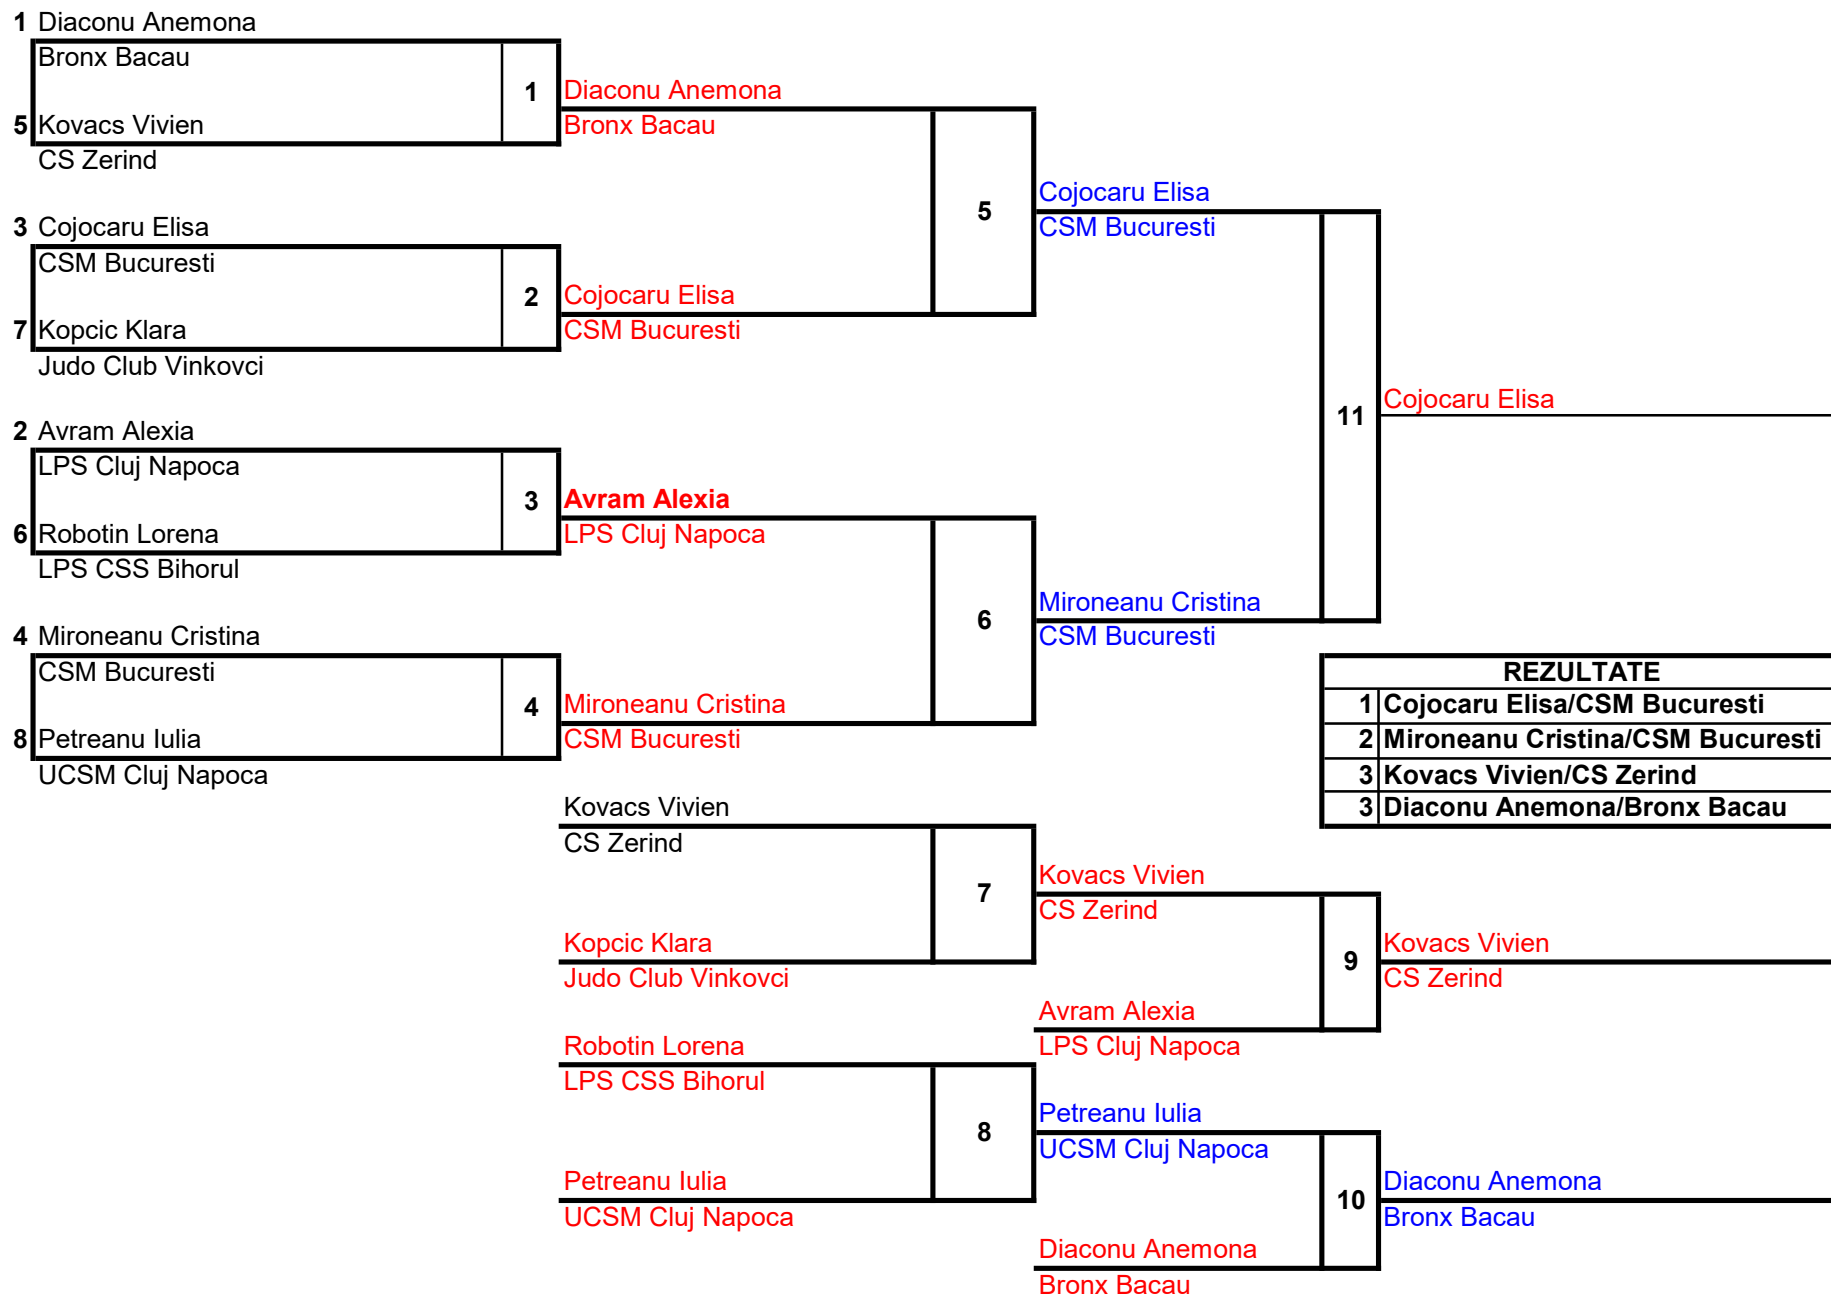 1 Diaconu Anemona
Bronx Bacau
1 Diaconu Anemona
5 Kovacs Vivien
Bronx Bacau
CS Zerind
Cojocaru Elisa
5
3 Cojocaru Elisa
CSM Bucuresti
CSM Bucuresti
2 Cojocaru Elisa
7 Kopcic Klara
CSM Bucuresti
Judo Club Vinkovci
11 Cojocaru Elisa
2 Avram Alexia
LPS Cluj Napoca
3 Avram Alexia
6 Robotin Lorena
LPS Cluj Napoca
LPS CSS Bihorul
Mironeanu Cristina
6
4 Mironeanu Cristina
CSM Bucuresti
CSM Bucuresti
4 Mironeanu Cristina
8 Petreanu Iulia
CSM Bucuresti
UCSM Cluj Napoca
REZULTATE
1 Cojocaru Elisa/CSM Bucuresti
2 Mironeanu Cristina/CSM Bucuresti
3 Kovacs Vivien/CS Zerind
3 Diaconu Anemona/Bronx Bacau
Kovacs Vivien
CS Zerind
7 Kovacs Vivien
CS Zerind
Kopcic Klara
Judo Club Vinkovci
9 Kovacs Vivien
CS Zerind
Avram Alexia
LPS Cluj Napoca
Robotin Lorena
LPS CSS Bihorul
8 Petreanu Iulia
UCSM Cluj Napoca
Petreanu Iulia
UCSM Cluj Napoca
10 Diaconu Anemona
Bronx Bacau
Diaconu Anemona
Bronx Bacau